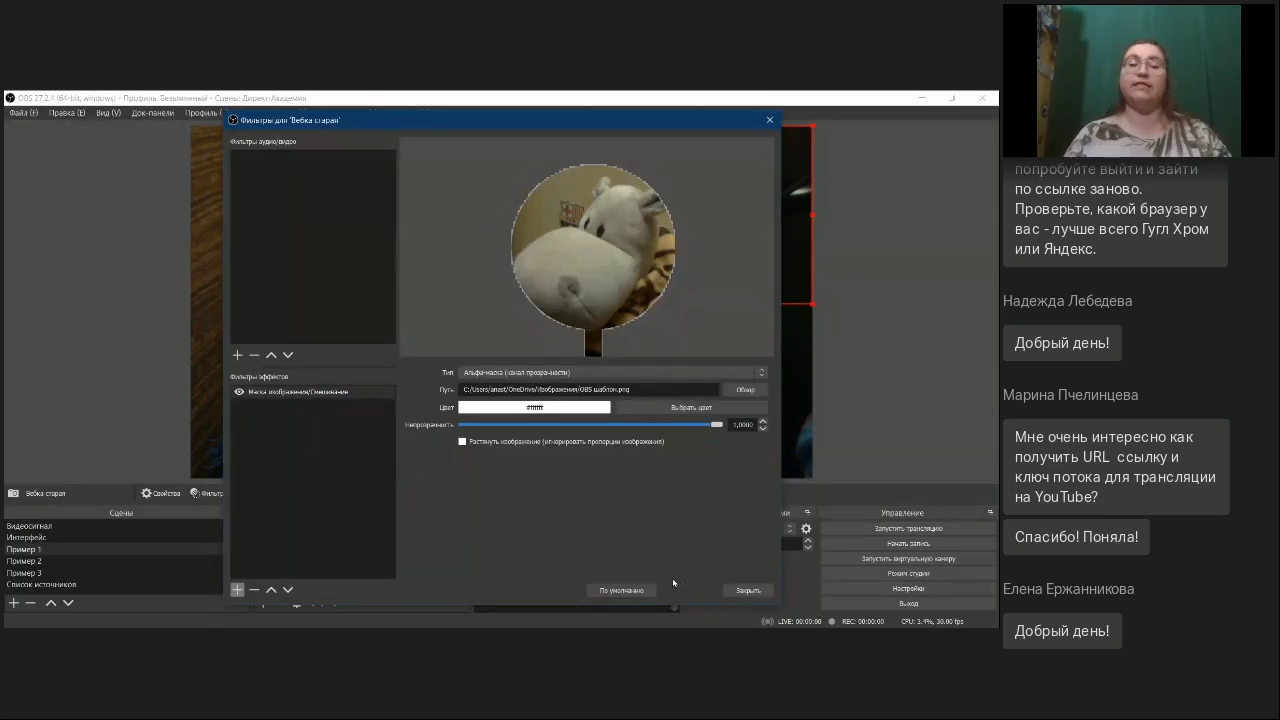 OBS 27.2.4 (64-bit, windows) - Профиль: Безымянный - Сцены: Директ-Академия
Файл (F)
Правка (E)
Вид (V)
Док-панели
Профиль
Фильтры для 'Вебка старая'
Фильтры аудио/видео
Фильтры эффектов
Маска изображения/Смешивание
Тип
Альфа-маска (канал прозрачности)
Путь
C:/Users/anast/OneDrive/Изображения/OBS шаблон.png
Обзор
Цвет
#ffffff
Выбрать цвет
Непрозрачность
1,0000
Растянуть изображение (игнорировать пропорции изображения)
По умолчанию
Закрыть
Вебка старая
Свойства
Фильтр
Сцены
Видеосигнал
Интерфейс
Пример 1
Пример 2
Пример 3
Список источников
ми
Управление
Запустить трансляцию
Начать запись
Запустить виртуальную камеру
Режим студии
Настройки
Выход
LIVE: 00:00:00
REC: 00:00:00
CPU: 3.4%, 30.00 fps
попробуйте выйти и зайти
по ссылке заново.
Проверьте, какой браузер у
вас - лучше всего Гугл Хром
или Яндекс.
Надежда Лебедева
Добрый день!
Марина Пчелинцева
Мне очень интересно как
получить URL ссылку и
ключ потока для трансляции
на YouTube?
Спасибо! Поняла!
Елена Ержанникова
Добрый день!